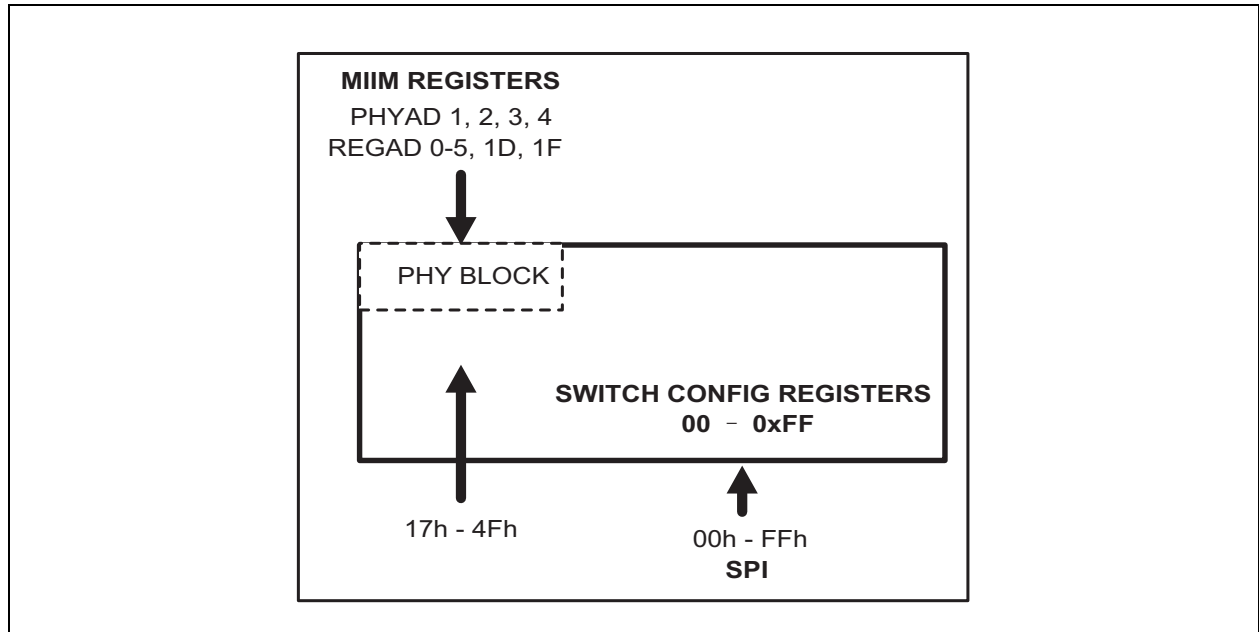 MIIM REGISTERS
PHYAD 1, 2, 3, 4
REGAD 0-5, 1D, 1F
PHY BLOCK
SWITCH CONFIG REGISTERS
00 – 0xFF
17h - 4Fh
00h - FFh
SPI